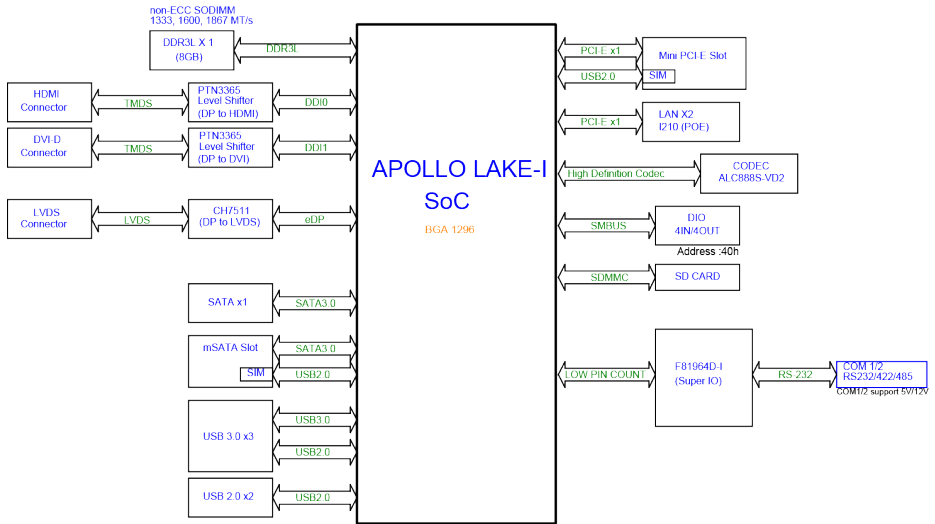 non-ECC SODIMM
1333, 1600, 1867 MT/s
DDR3L X 1
(8GB)
DDR3L
HDMI
Connector
TMDS
PTN3365
Level Shifter
(DP to HDMI)
DDI0
DVI-D
Connector
TMDS
PTN3365
Level Shifter
(DP to DVI)
DDI1
LVDS
Connector
LVDS
CH7511
(DP to LVDS)
eDP
SATA x1
SATA3.0
mSATA Slot
SIM
SATA3.0
USB2.0
USB 3.0 x3
USB3.0
USB2.0
USB 2.0 x2
USB2.0
APOLLO LAKE-I
SoC
BGA 1296
PCI-E x1
USB2.0
Mini PCI-E Slot
SIM
PCI-E x1
LAN X2
I210 (POE)
High Definition Codec
CODEC
ALC888S-VD2
SMBUS
DIO
4IN/4OUT
Address :40h
SDMMC
SD CARD
LOW PIN COUNT
F81964D-I
(Super IO)
RS-232
COM 1/2
RS232/422/485
COM1/2 support 5V/12V